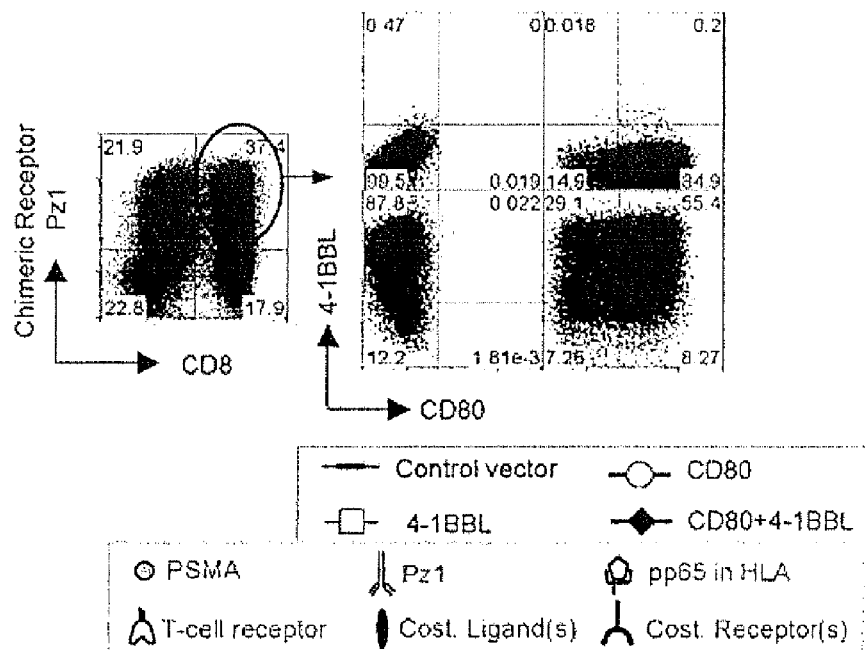 0.47 00.018 0.2
Chimeric Receptor
Pz1
21.9 37.4
99.5 0.019 14.9 84.9
87.8 0.022 29.1 55.4
4-1BBL
22.8 17.9
12.2 1.81e-3 7.26 8.27
CD8
CD80
Control vector CD80
4-1BBL CD80+4-1BBL
PSMA Pz1 pp65 in HLA
T-cell receptor Cost. Ligand(s) Cost. Receptor(s)